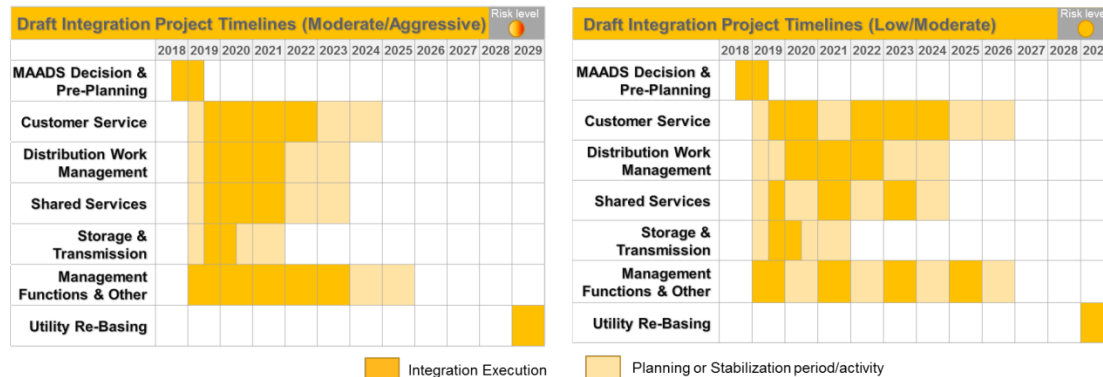 Draft Integration Project Timelines (Moderate/Aggressive)
Risk level
2018 2019 2020 2021 2022 2023 2024 2025 2026 2027 2028 2029
MAADS Decision &
Pre-Planning
Customer Service
Distribution Work
Management
Shared Services
Storage &
Transmission
Management
Functions & Other
Utility Re-Basing
Integration Execution
Draft Integration Project Timelines (Low/Moderate)
Risk leve
2018 2019 2020 2021 2022 2023 2024 2025 2026 2027 2028 202
MAADS Decision &
Pre-Planning
Customer Service
Distribution Work
Management
Shared Services
Storage &
Transmission
Management
Functions & Other
Utility Re-Basing
Planning or Stabilization period/activity